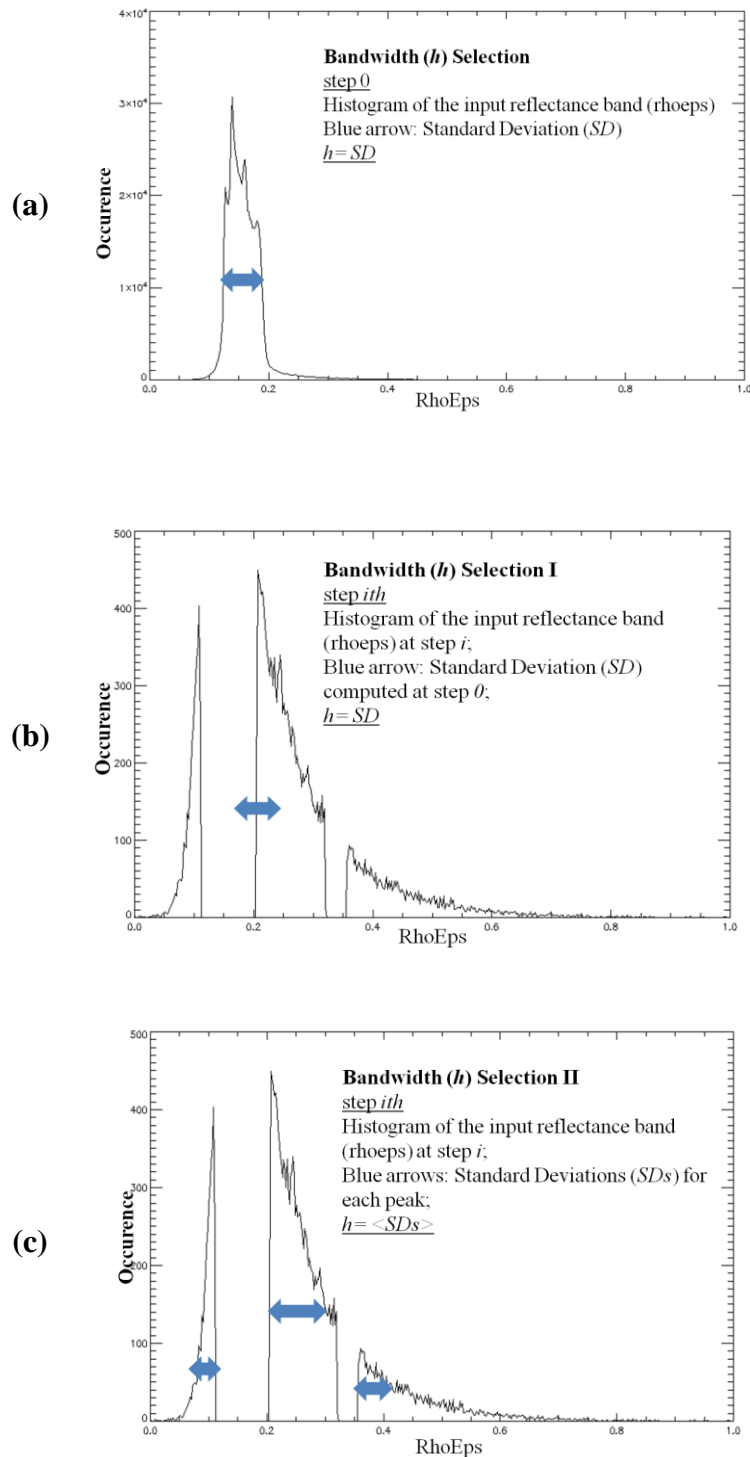 (a)
4×10⁴
3×10⁴
2×10⁴
1×10⁴
0
Occurence
Bandwidth (h) Selection
step 0
Histogram of the input reflectance band (rhoeps)
Blue arrow: Standard Deviation (SD)
h= SD
0.0 0.2 0.4 0.6 0.8 1.0
RhoEps
(b)
500
400
300
200
100
0
Occurence
Bandwidth (h) Selection I
step ith
Histogram of the input reflectance band
(rhoeps) at step i;
Blue arrow: Standard Deviation (SD)
computed at step 0;
h= SD
0.0 0.2 0.4 0.6 0.8 1.0
RhoEps
(c)
500
400
300
200
100
0
Occurence
Bandwidth (h) Selection II
step ith
Histogram of the input reflectance band
(rhoeps) at step i;
Blue arrows: Standard Deviations (SDs) for
each peak;
h= <SDs>
0.0 0.2 0.4 0.6 0.8 1.0
RhoEps